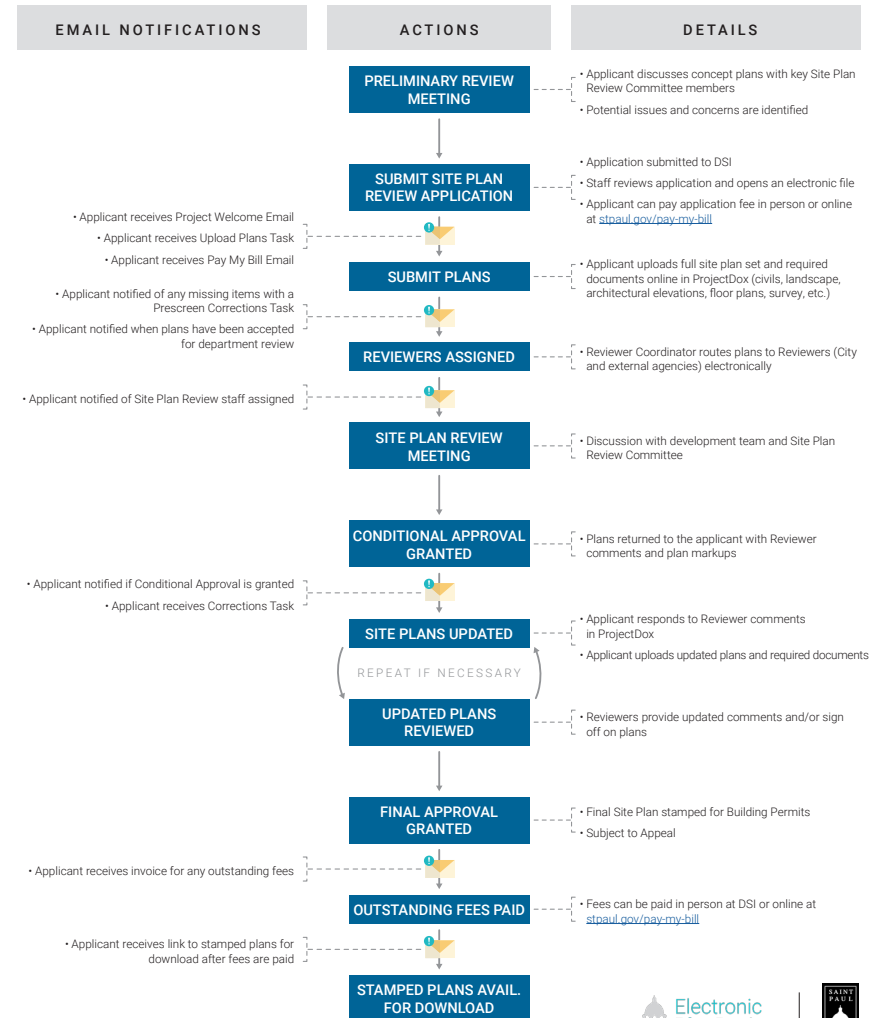 EMAIL NOTIFICATIONS
ACTIONS
DETAILS
PRELIMINARY REVIEW
MEETING
• Applicant discusses concept plans with key Site Plan
Review Committee members
• Potential issues and concerns are identified
SUBMIT SITE PLAN
REVIEW APPLICATION
• Application submitted to DSI
• Staff reviews application and opens an electronic file
• Applicant can pay application fee in person or online
at stpaul.gov/pay-my-bill
• Applicant receives Project Welcome Email
• Applicant receives Upload Plans Task
• Applicant receives Pay My Bill Email
SUBMIT PLANS
• Applicant uploads full site plan set and required
documents online in ProjectDox (civils, landscape,
architectural elevations, floor plans, survey, etc.)
• Applicant notified of any missing items with a
Prescreen Corrections Task
• Applicant notified when plans have been accepted
for department review
REVIEWERS ASSIGNED
• Reviewer Coordinator routes plans to Reviewers (City
and external agencies) electronically
• Applicant notified of Site Plan Review staff assigned
SITE PLAN REVIEW
MEETING
• Discussion with development team and Site Plan
Review Committee
CONDITIONAL APPROVAL
GRANTED
• Plans returned to the applicant with Reviewer
comments and plan markups
• Applicant notified if Conditional Approval is granted
• Applicant receives Corrections Task
SITE PLANS UPDATED
• Applicant responds to Reviewer comments
in ProjectDox
• Applicant uploads updated plans and required documents
REPEAT IF NECESSARY
UPDATED PLANS
REVIEWED
• Reviewers provide updated comments and/or sign
off on plans
FINAL APPROVAL
GRANTED
• Final Site Plan stamped for Building Permits
• Subject to Appeal
• Applicant receives invoice for any outstanding fees
OUTSTANDING FEES PAID
• Fees can be paid in person at DSI or online at
stpaul.gov/pay-my-bill
• Applicant receives link to stamped plans for
download after fees are paid
STAMPED PLANS AVAIL.
FOR DOWNLOAD
Electronic
SAINT
PAUL